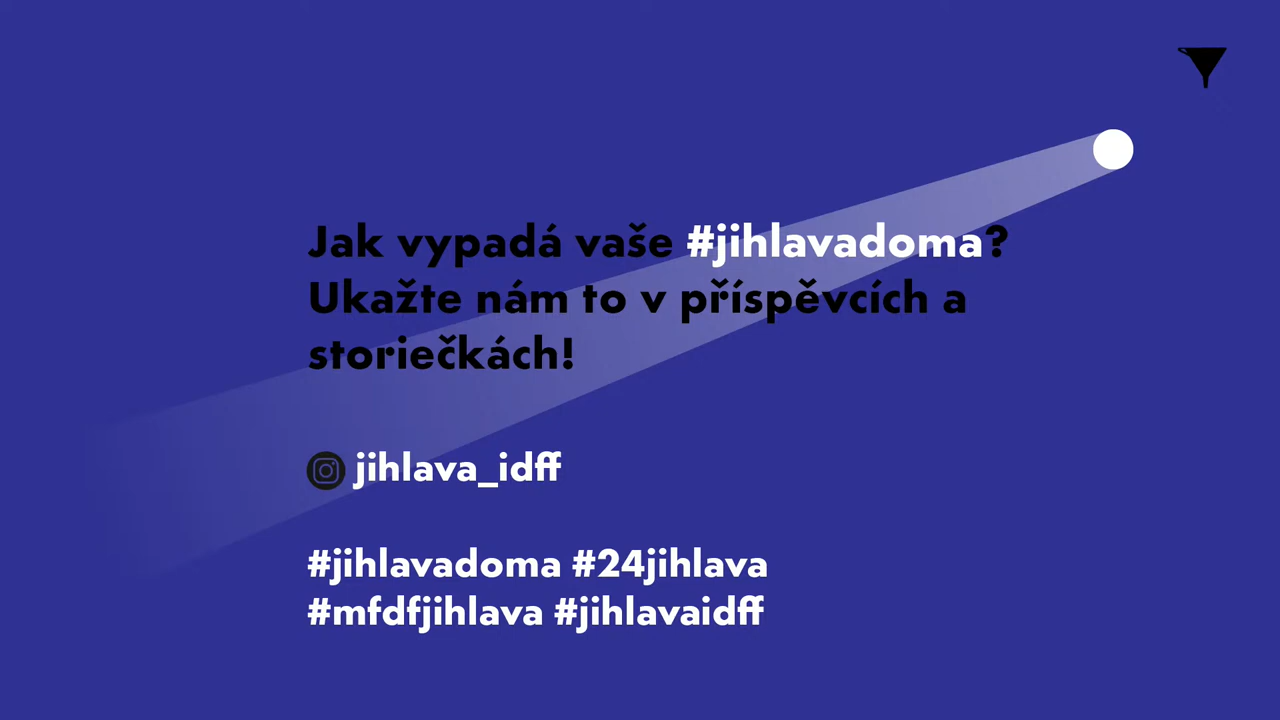 Jak vypadá vaše #jihlavadoma?
Ukažte nám to v příspěvcích a
storiečkách!
jihlava_idff
#jihlavadoma #24jihlava
#mfdfjihlava #jihlavaidff